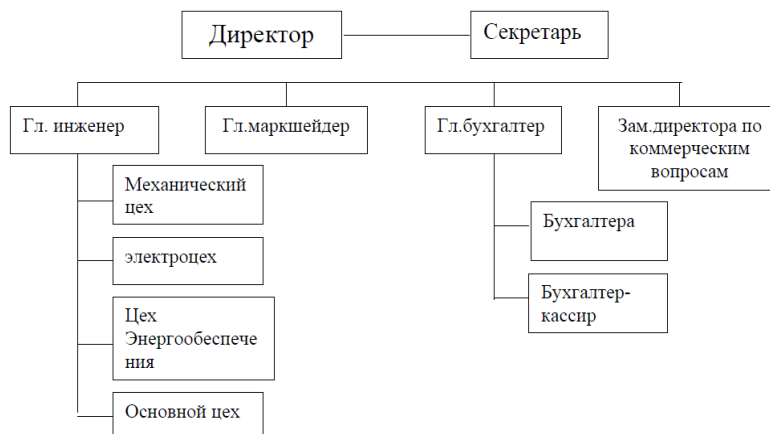 Директор
Секретарь
Гл. инженер
Гл.маркшейдер
Гл.бухгалтер
Зам.директора по
коммерческим
вопросам
Механический
цех
электроцех
Цех
Энергообеспече
ния
Основной цех
Бухгалтера
Бухгалтер-
кассир